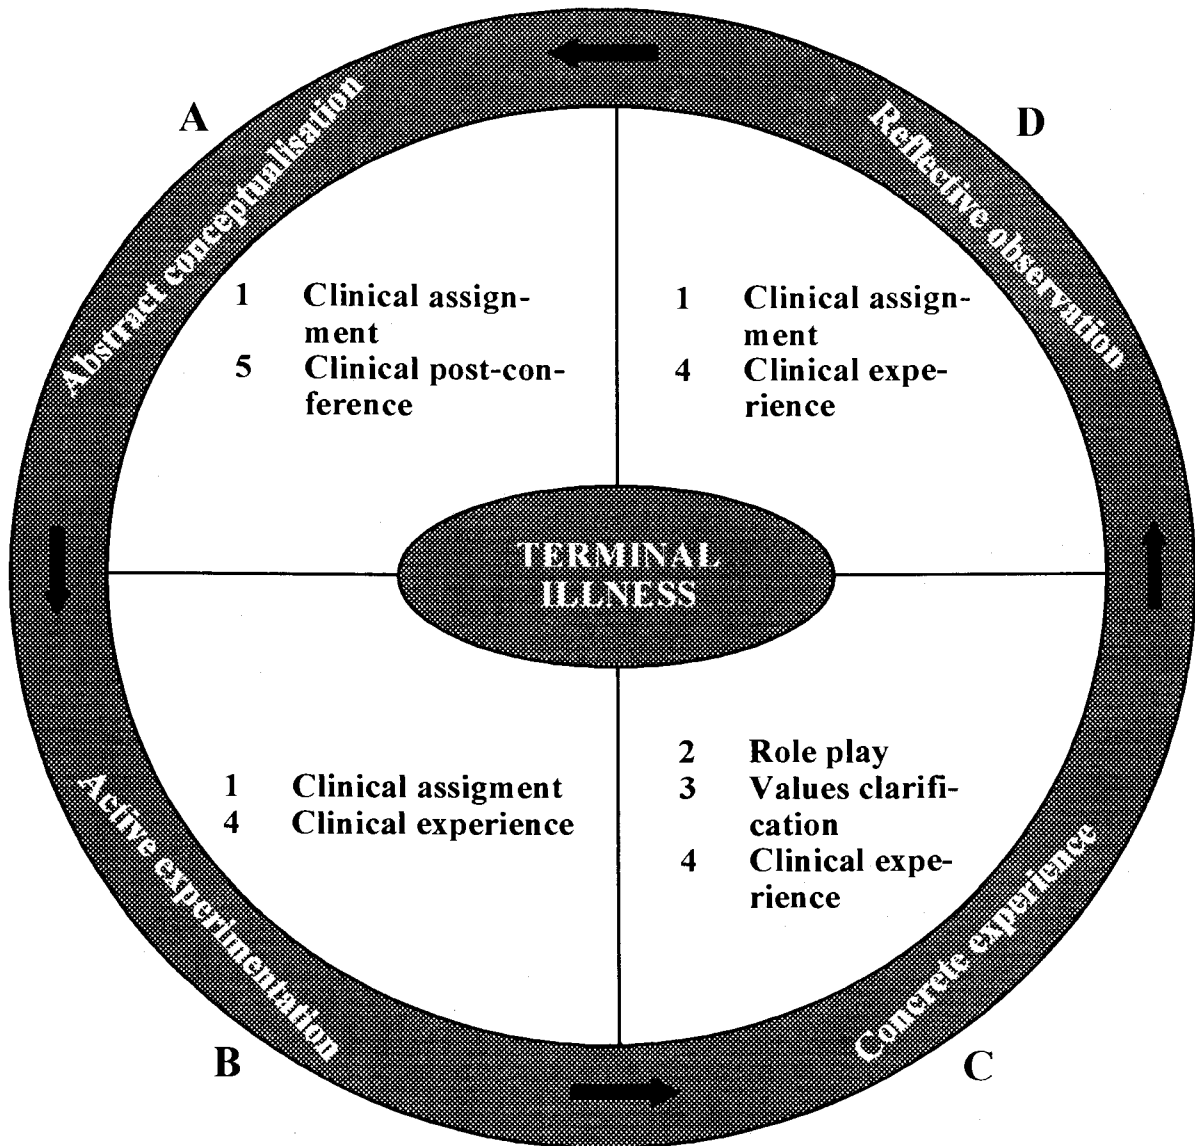 A
D
Abstract conceptualisation
Reflective observation
1 Clinical assign-
ment
5 Clinical post-con-
ference
1 Clinical assign-
ment
4 Clinical expe-
rience
TERMINAL
ILLNESS
1 Clinical assigment
4 Clinical experience
2 Role play
3 Values clarifi-
cation
4 Clinical expe-
rience
Active experimentation
Concrete experience
B
C